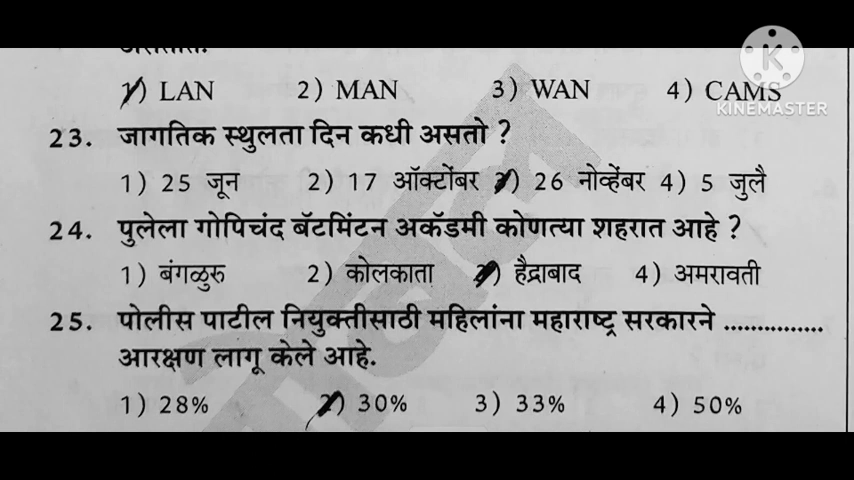 1) LAN 2) MAN 3) WAN 4) CAMS
KINEMASTER
23. जागतिक स्थुलता दिन कधी असतो ?
1) 25 जून 2) 17 ऑक्टोंबर 3) 26 नोव्हेंबर 4) 5 जुलै
24. पुलेला गोपिचंद बॅटमिंटन अकॅडमी कोणत्या शहरात आहे ?
1) बंगळुरु 2) कोलकाता 3) हैद्राबाद 4) अमरावती
25. पोलीस पाटील नियुक्तीसाठी महिलांना महाराष्ट्र सरकारने ................
आरक्षण लागू केले आहे.
1) 28% 2) 30% 3) 33% 4) 50%